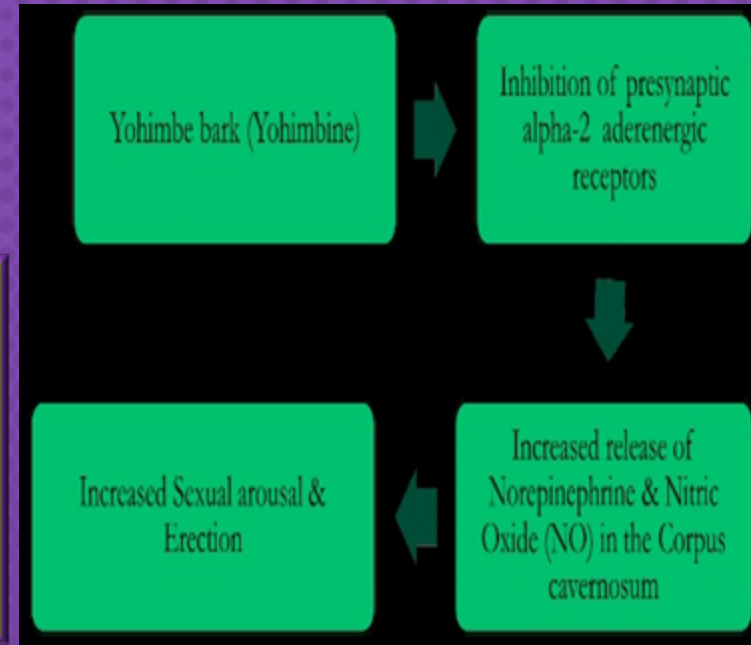 Yohimbe bark (Yohimbine)
Inhibition of presynaptic
alpha-2 aderenergic
receptors
Increased release of
Norepinephrine & Nitric
Oxide (NO) in the Corpus
cavernosum
Increased Sexual arousal &
Erection